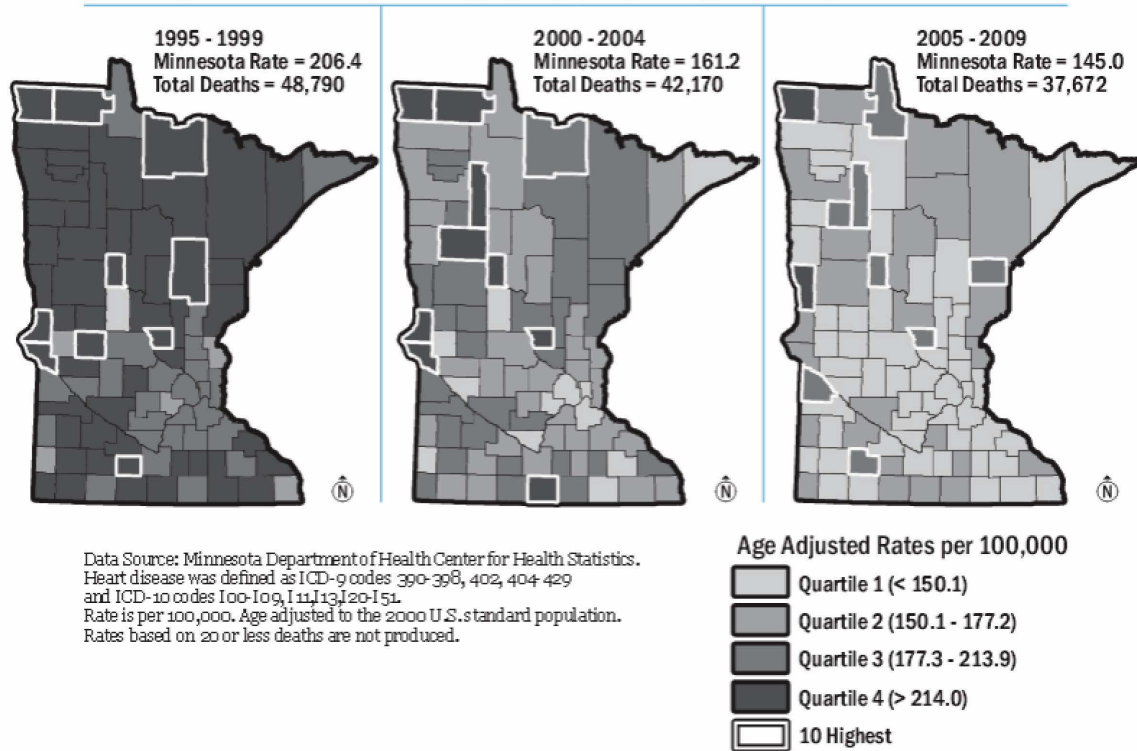 1995 - 1999
Minnesota Rate = 206.4
Total Deaths = 48,790
2000 - 2004
Minnesota Rate = 161.2
Total Deaths = 42,170
2005 - 2009
Minnesota Rate = 145.0
Total Deaths = 37,672
N
N
N
Data Source: Minnesota Department of Health Center for Health Statistics.
Heart disease was defined as ICD-9 codes 390-398, 402, 404-429
and ICD-10 codes I00-I09, I11,I13,I20-I51.
Rate is per 100,000. Age adjusted to the 2000 U.S. standard population.
Rates based on 20 or less deaths are not produced.
Age Adjusted Rates per 100,000
Quartile 1 (< 150.1)
Quartile 2 (150.1 - 177.2)
Quartile 3 (177.3 - 213.9)
Quartile 4 (> 214.0)
10 Highest